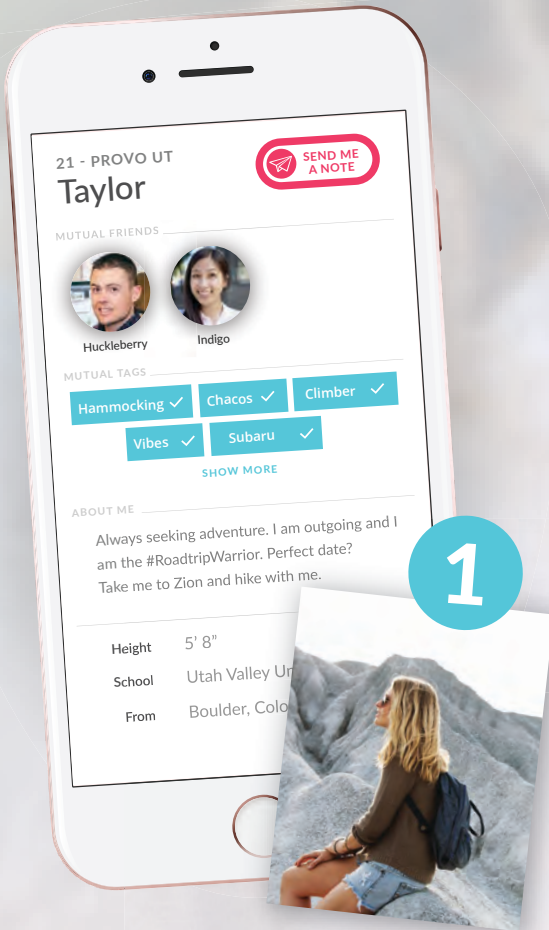 21 - PROVO UT
Taylor
SEND ME
A NOTE
MUTUAL FRIENDS
Huckleberry
Indigo
MUTUAL TAGS
Hammocking
Chacos
Climber
Vibes
Subaru
SHOW MORE
ABOUT ME
Always seeking adventure. I am outgoing and I
am the #RoadtripWarrior. Perfect date?
Take me to Zion and hike with me.
1
Height 5' 8”
School Utah Valley
From Boulder,